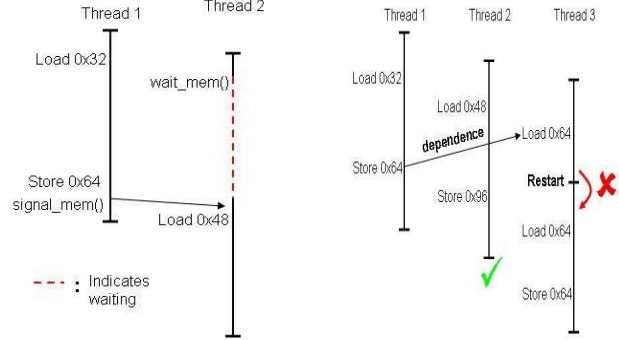 Thread 1
Thread 2
Load 0x32
wait_mem()
Store 0x64
signal_mem()
Load 0x48
: Indicates
waiting
Thread 1
Thread 2
Thread 3
Load 0x32
Load 0x48
dependence
Load 0x64
Store 0x64
Restart
Store 0x96
Load 0x64
Store 0x64